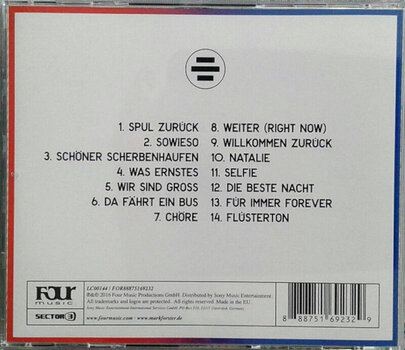 1. SPUL ZURÜCK
2. SOWIESO
3. SCHÖNER SCHERBENHAUFEN
4. WAS ERNSTES
5. WIR SIND GROSS
6. DA FÄHRT EIN BUS
7. CHÖRE
8. WEITER (RIGHT NOW)
9. WILLKOMMEN ZURÜCK
10. NATALIE
11. SELFIE
12. DIE BESTE NACHT
13. FÜR IMMER FOREVER
14. FLÜSTERTON
FOUR
MUSIC
SECTOR 3
LC00144 | FOR88875169232
℗&© 2016 Four Music Productions GmbH. Distributed by Sony Music Entertainment.
All trademarks and logos are protected. All rights reserved. Made in the EU.
www.fourmusic.com · www.markforster.de
8 88751 69232 9